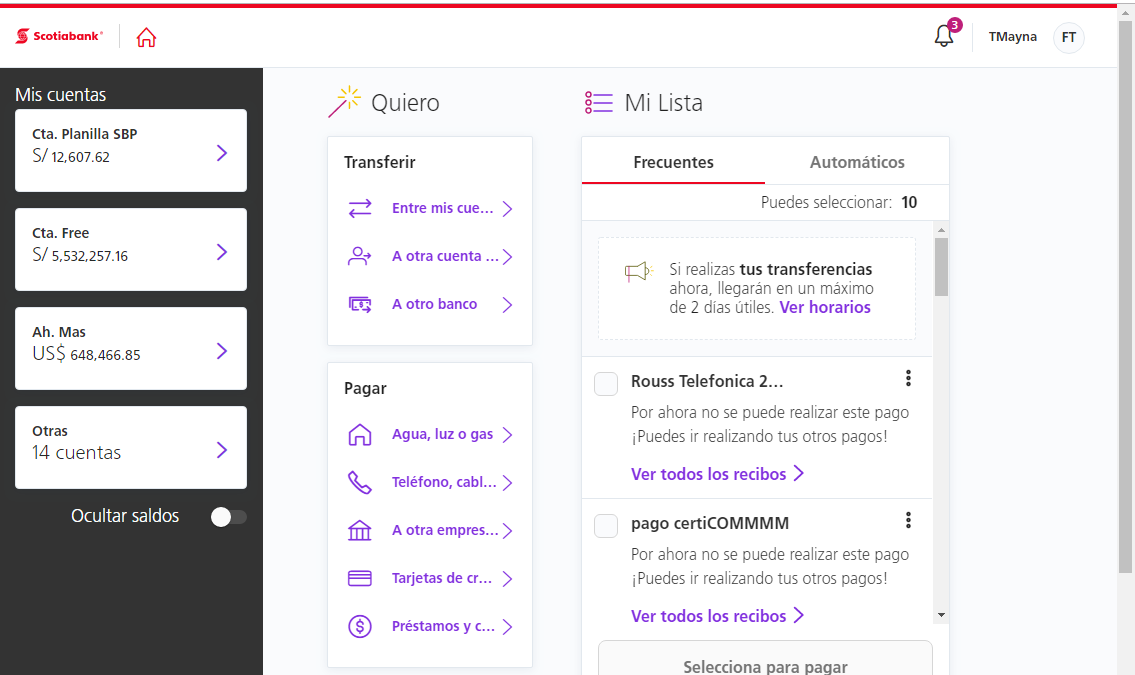 Scotiabank
3
TMayna
FT
Mis cuentas
Cta. Planilla SBP
S/ 12,607.62
Cta. Free
S/ 5,532,257.16
Ah. Mas
US$ 648,466.85
Otras
14 cuentas
Ocultar saldos
Quiero
Transferir
Entre mis cue...
A otra cuenta ...
A otro banco
Pagar
Agua, luz o gas
Teléfono, cabl...
A otra empres...
Tarjetas de cr...
Préstamos y c...
Mi Lista
Frecuentes
Automáticos
Puedes seleccionar: 10
Si realizas tus transferencias
ahora, llegarán en un máximo
de 2 días útiles. Ver horarios
Rouss Telefonica 2...
Por ahora no se puede realizar este pago
¡Puedes ir realizando tus otros pagos!
Ver todos los recibos
pago certiCOMMMM
Por ahora no se puede realizar este pago
¡Puedes ir realizando tus otros pagos!
Ver todos los recibos
Selecciona para pagar